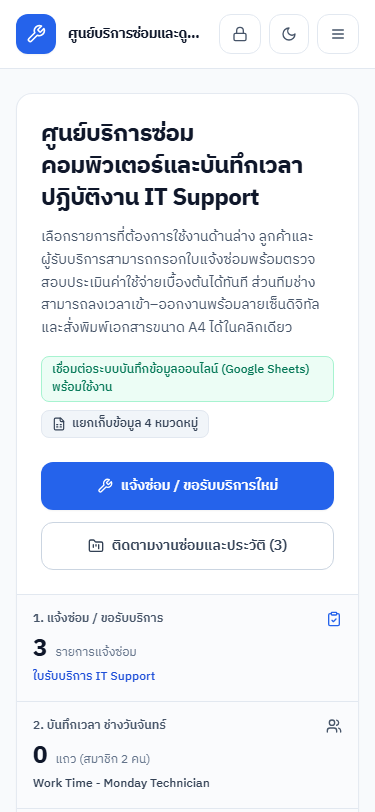 ศูนย์บริการซ่อมและดู...
ศูนย์บริการซ่อม
คอมพิวเตอร์และบันทึกเวลา
ปฏิบัติงาน IT Support
เลือกรายการที่ต้องการใช้งานด้านล่าง ลูกค้าและ
ผู้รับบริการสามารถกรอกใบแจ้งซ่อมพร้อมตรวจ
สอบประเมินค่าใช้จ่ายเบื้องต้นได้ทันที ส่วนทีมช่าง
สามารถลงเวลาเข้า–ออกงานพร้อมลายเซ็นดิจิทัล
และสั่งพิมพ์เอกสารขนาด A4 ได้ในคลิกเดียว
เชื่อมต่อระบบบันทึกข้อมูลออนไลน์ (Google Sheets)
พร้อมใช้งาน
แยกเก็บข้อมูล 4 หมวดหมู่
แจ้งซ่อม / ขอรับบริการใหม่
ติดตามงานซ่อมและประวัติ (3)
1. แจ้งซ่อม / ขอรับบริการ
3 รายการแจ้งซ่อม
ใบรับบริการ IT Support
2. บันทึกเวลา ช่างวันจันทร์
0 แถว (สมาชิก 2 คน)
Work Time - Monday Technician